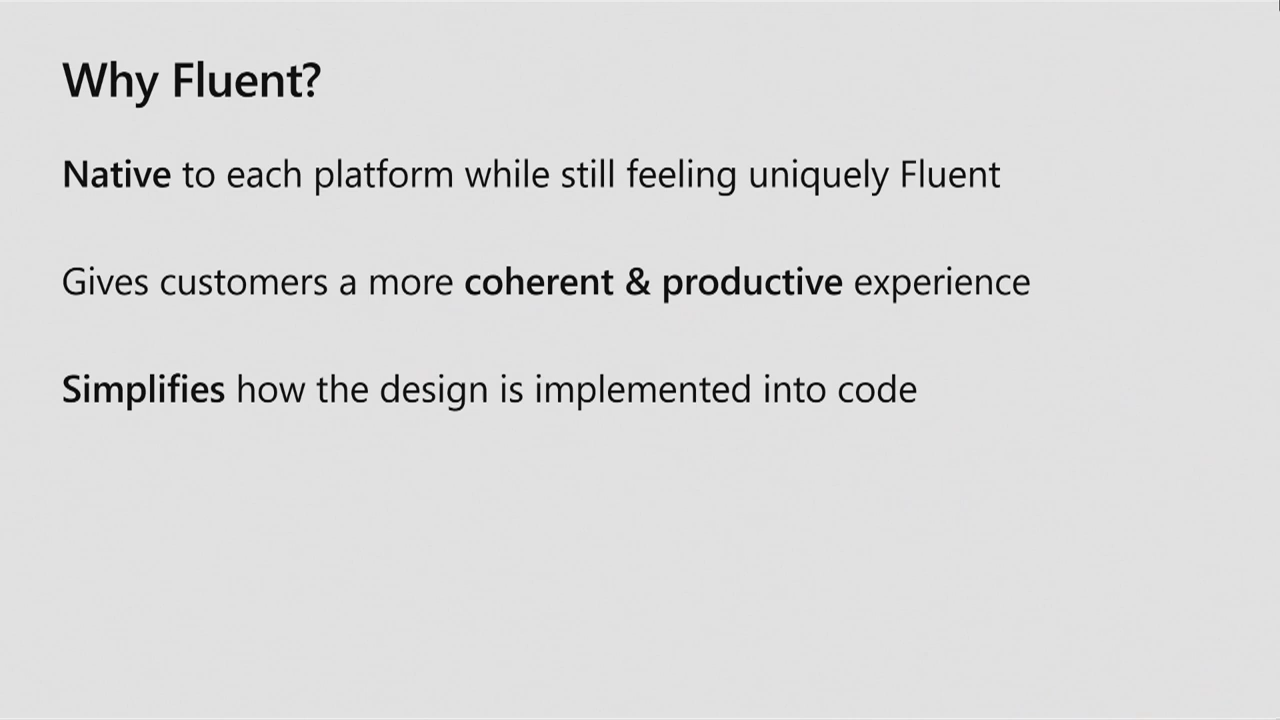 Why Fluent?
Native to each platform while still feeling uniquely Fluent
Gives customers a more coherent & productive experience
Simplifies how the design is implemented into code